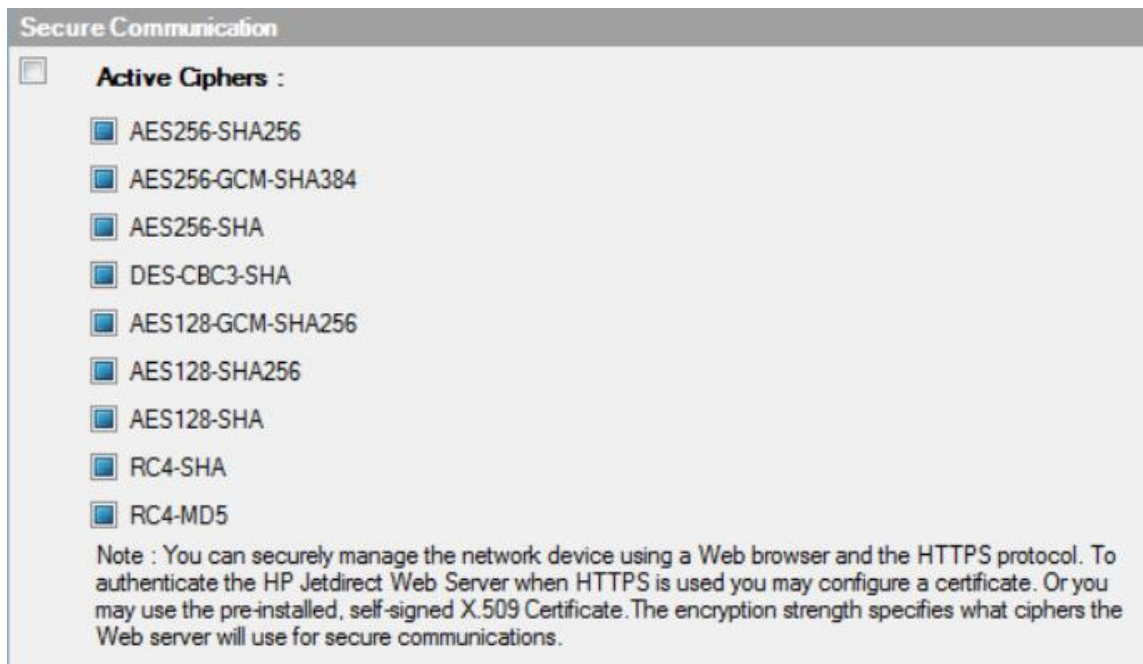 Secure Communication
Active Ciphers :
AES256-SHA256
AES256-GCM-SHA384
AES256-SHA
DES-CBC3-SHA
AES128-GCM-SHA256
AES128-SHA256
AES128-SHA
RC4-SHA
RC4-MD5
Note : You can securely manage the network device using a Web browser and the HTTPS protocol. To
authenticate the HP Jetdirect Web Server when HTTPS is used you may configure a certificate. Or you
may use the pre-installed, self-signed X.509 Certificate.The encryption strength specifies what ciphers the
Web server will use for secure communications.